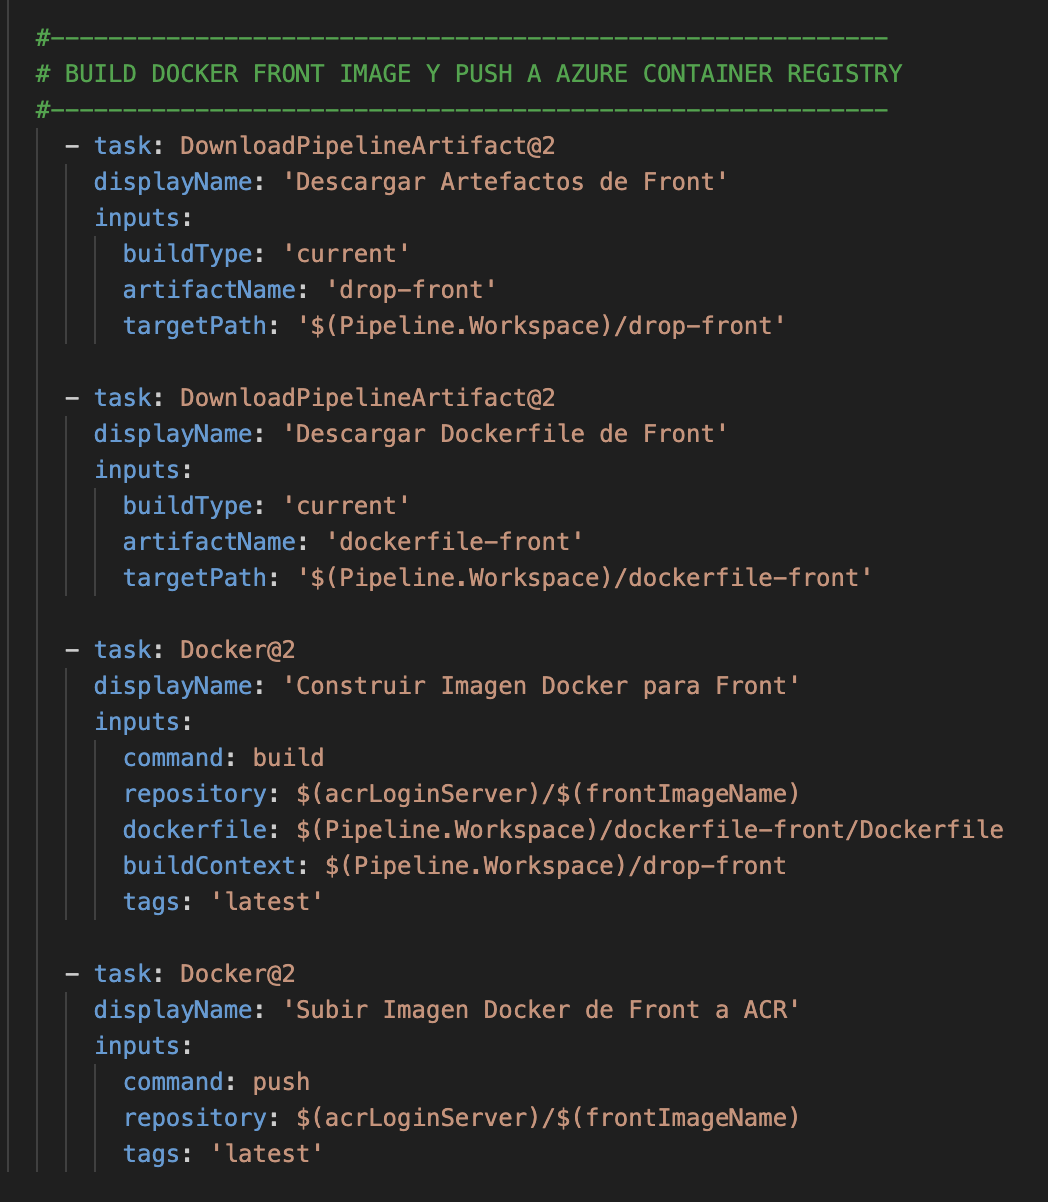 #----------------------------------------------------------
# BUILD DOCKER FRONT IMAGE Y PUSH A AZURE CONTAINER REGISTRY
#----------------------------------------------------------
- task: DownloadPipelineArtifact@2
displayName: 'Descargar Artefactos de Front'
inputs:
buildType: 'current'
artifactName: 'drop-front'
targetPath: '$(Pipeline.Workspace)/drop-front'
- task: DownloadPipelineArtifact@2
displayName: 'Descargar Dockerfile de Front'
inputs:
buildType: 'current'
artifactName: 'dockerfile-front'
targetPath: '$(Pipeline.Workspace)/dockerfile-front'
- task: Docker@2
displayName: 'Construir Imagen Docker para Front'
inputs:
command: build
repository: $(acrLoginServer)/$(frontImageName)
dockerfile: $(Pipeline.Workspace)/dockerfile-front/Dockerfile
buildContext: $(Pipeline.Workspace)/drop-front
tags: 'latest'
- task: Docker@2
displayName: 'Subir Imagen Docker de Front a ACR'
inputs:
command: push
repository: $(acrLoginServer)/$(frontImageName)
tags: 'latest'